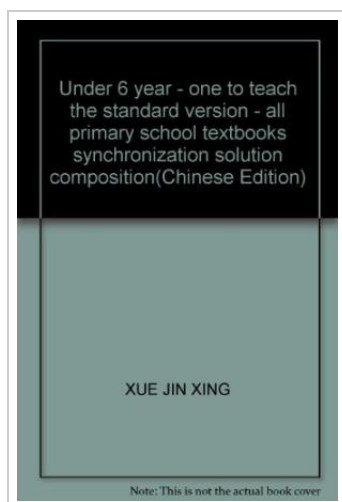 Under 6 year - one to teach
the standard version - all
primary school textbooks
synchronization solution
composition(Chinese Edition)
XUE JIN XING
Note: This is not the actual book cover